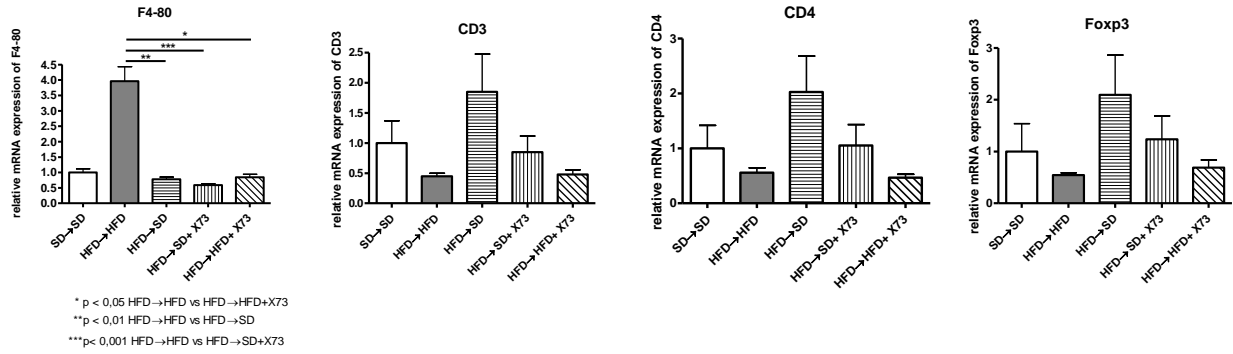 F4-80
*
***
**
relative mRNA expression of F4-80
4.5
4.0
3.5
3.0
2.5
2.0
1.5
1.0
0.5
0.0
SD→SD
HFD→HFD
HFD→SD
HFD→SD+ X73
HFD→HFD+ X73
* p < 0,05 HFD→HFD vs HFD→HFD+X73
**p < 0,01 HFD→HFD vs HFD→SD
***p< 0,001 HFD→HFD vs HFD→SD+X73
CD3
relative mRNA expression of CD3
2.5
2.0
1.5
1.0
0.5
0.0
SD→SD
HFD→HFD
HFD→SD
HFD→SD+ X73
HFD→HFD+ X73
CD4
relative mRNA expression of CD4
3
2
1
0
SD→SD
HFD→HFD
HFD→SD
HFD→SD+ X73
HFD→HFD+ X73
Foxp3
relative mRNA expression of Foxp3
3
2
1
0
SD→SD
HFD→HFD
HFD→SD
HFD→SD+ X73
HFD→HFD+ X73